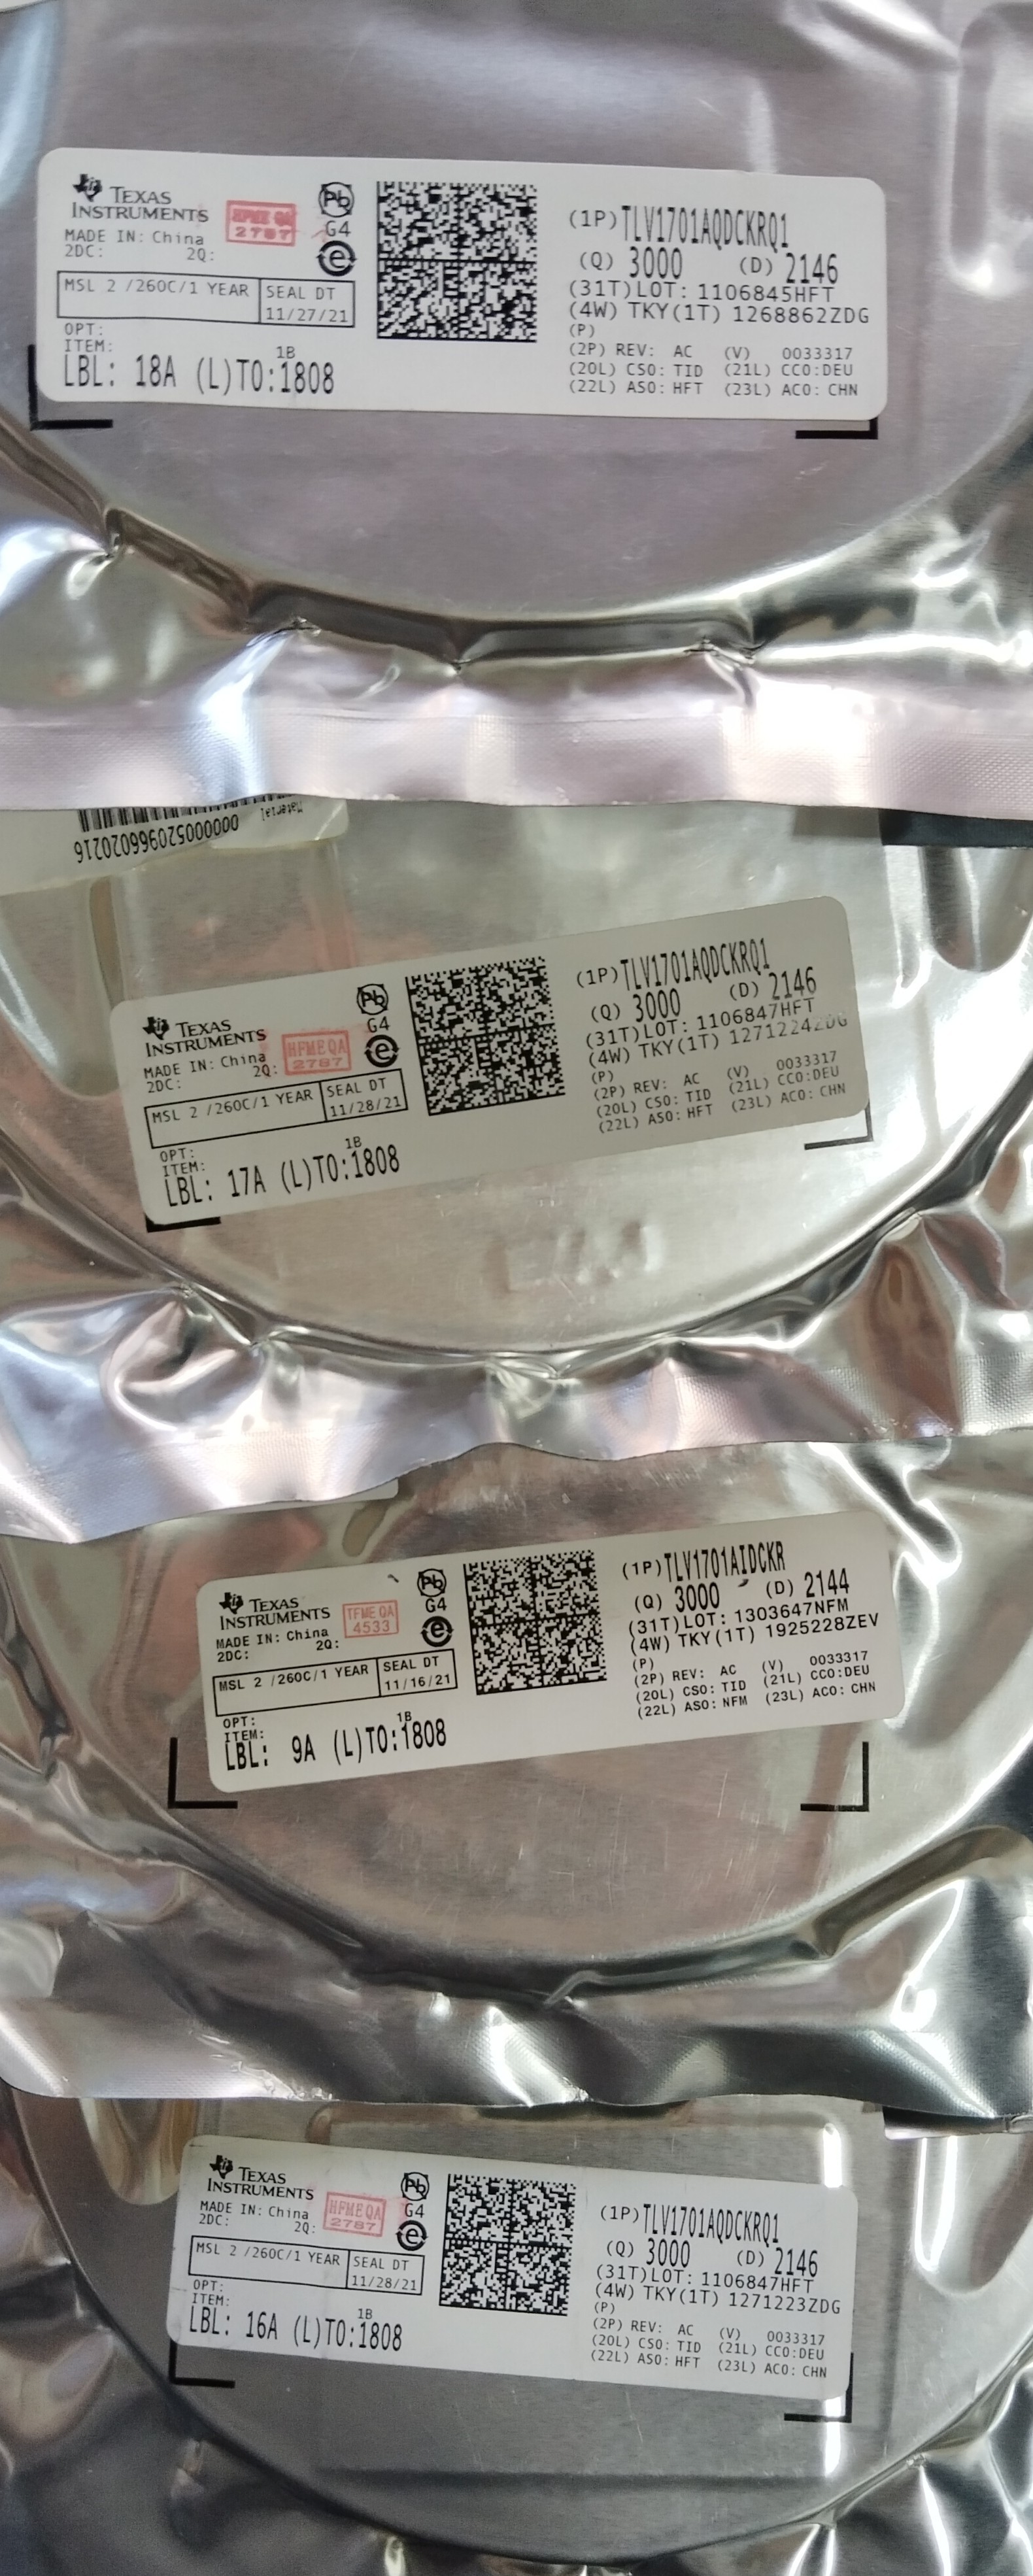 TEXAS
INSTRUMENTS
MADE IN: China
2DC: 2Q:
HFME QA
2787
Pb
G4
e
MSL 2 /260C/1 YEAR
SEAL DT
11/27/21
OPT:
ITEM:
1B
LBL: 18A (L)TO:1808
(1P)TLV1701AQDCKRQ1
(Q) 3000 (D) 2146
(31T)LOT: 1106845HFT
(4W) TKY(1T) 1268862ZDG
(P)
(2P) REV: AC (V) 0033317
(20L) CSO: TID (21L) CCO:DEU
(22L) ASO: HFT (23L) ACO: CHN
Material
0000000520966020216
TEXAS
INSTRUMENTS
MADE IN: China
2DC: 2Q:
HFME QA
2787
Pb
G4
e
MSL 2 /260C/1 YEAR
SEAL DT
11/28/21
OPT:
ITEM:
1B
LBL: 17A (L)TO:1808
(1P)TLV1701AQDCKRQ1
(Q) 3000 (D) 2146
(31T)LOT: 1106847HFT
(4W) TKY(1T) 1271224ZDG
(P)
(2P) REV: AC (V) 0033317
(20L) CSO: TID (21L) CCO:DEU
(22L) ASO: HFT (23L) ACO: CHN
TEXAS
INSTRUMENTS
MADE IN: China
2DC: 2Q:
TFME QA
4533
Pb
G4
e
MSL 2 /260C/1 YEAR
SEAL DT
11/16/21
OPT:
ITEM:
1B
LBL: 9A (L)TO:1808
(1P)TLV1701AIDCKR
(Q) 3000 (D) 2144
(31T)LOT: 1303647NFM
(4W) TKY(1T) 1925228ZEV
(P)
(2P) REV: AC (V) 0033317
(20L) CSO: TID (21L) CCO:DEU
(22L) ASO: NFM (23L) ACO: CHN
TEXAS
INSTRUMENTS
MADE IN: China
2DC: 2Q:
HFME QA
2787
Pb
G4
e
MSL 2 /260C/1 YEAR
SEAL DT
11/28/21
OPT:
ITEM:
1B
LBL: 16A (L)TO:1808
(1P)TLV1701AQDCKRQ1
(Q) 3000 (D) 2146
(31T)LOT: 1106847HFT
(4W) TKY(1T) 1271223ZDG
(P)
(2P) REV: AC (V) 0033317
(20L) CSO: TID (21L) CCO:DEU
(22L) ASO: HFT (23L) ACO: CHN